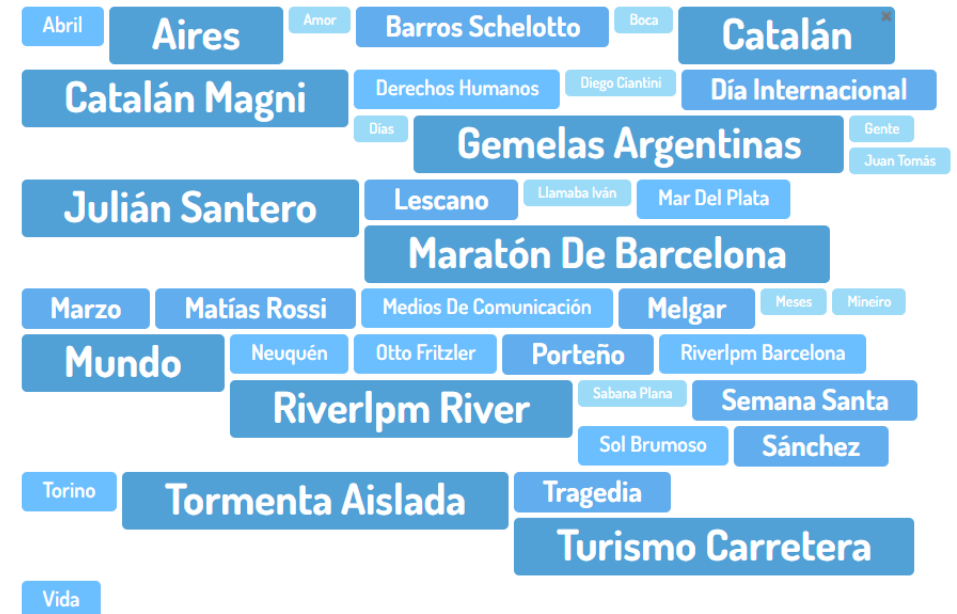 Abril Aires Amor Barros Schelotto Boca Catalán
Catalán Magni Derechos Humanos Diego Ciantini Día Internacional
Días Gemelas Argentinas Gente
Juan Tomás
Julián Santero Lescano Llamaba Iván Mar Del Plata
Maratón De Barcelona
Marzo Matías Rossi Medios De Comunicación Melgar Meses Mineiro
Mundo Neuquén Otto Fritzler Porteño Riverlpm Barcelona
Riverlpm River Sabana Plana Semana Santa
Sol Brumoso Sánchez
Torino Tormenta Aislada Tragedia
Turismo Carretera
Vida